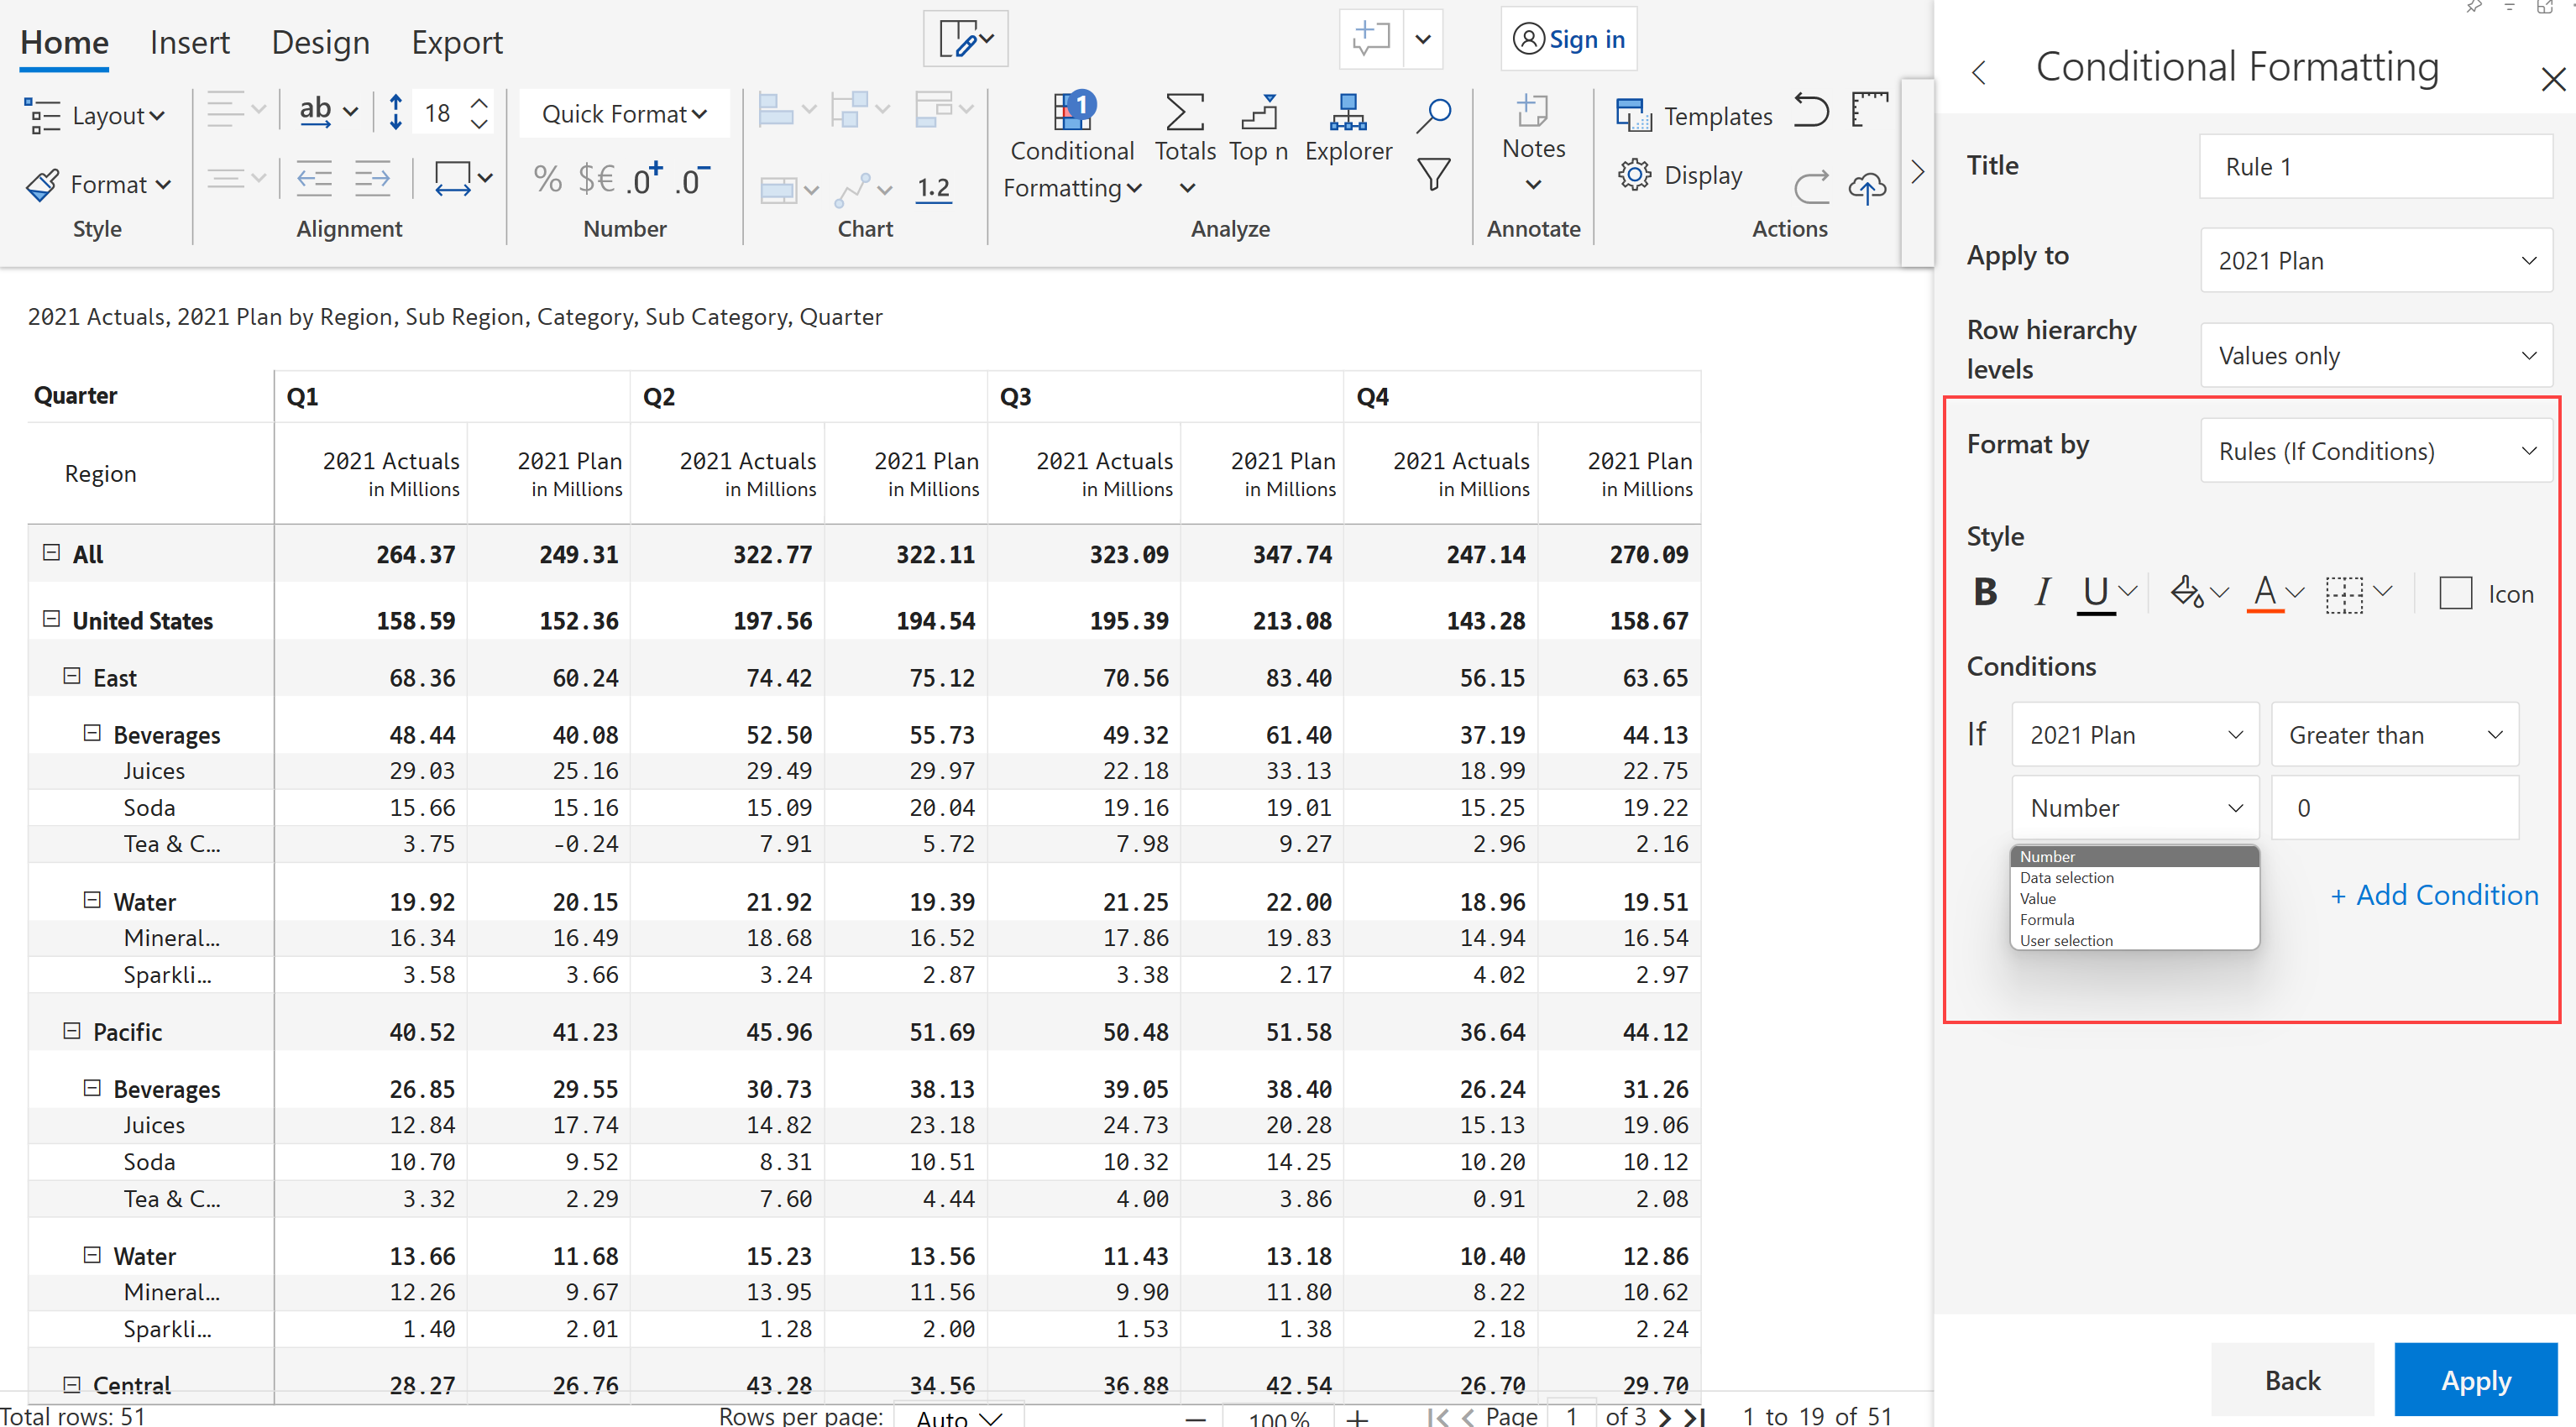 Home Insert Design Export Sign in
Layout ab 18 Quick Format Conditional Formatting 1 Totals Top n Explorer Notes Templates
Format % $€ .0+ .0- 1.2 Display
Style Alignment Number Chart Analyze Annotate Actions
2021 Actuals, 2021 Plan by Region, Sub Region, Category, Sub Category, Quarter
Quarter Q1 Q2 Q3 Q4
Region 2021 Actuals in Millions 2021 Plan in Millions 2021 Actuals in Millions 2021 Plan in Millions 2021 Actuals in Millions 2021 Plan in Millions 2021 Actuals in Millions 2021 Plan in Millions
All 264.37 249.31 322.77 322.11 323.09 347.74 247.14 270.09
United States 158.59 152.36 197.56 194.54 195.39 213.08 143.28 158.67
East 68.36 60.24 74.42 75.12 70.56 83.40 56.15 63.65
Beverages 48.44 40.08 52.50 55.73 49.32 61.40 37.19 44.13
Juices 29.03 25.16 29.49 29.97 22.18 33.13 18.99 22.75
Soda 15.66 15.16 15.09 20.04 19.16 19.01 15.25 19.22
Tea & C... 3.75 -0.24 7.91 5.72 7.98 9.27 2.96 2.16
Water 19.92 20.15 21.92 19.39 21.25 22.00 18.96 19.51
Mineral... 16.34 16.49 18.68 16.52 17.86 19.83 14.94 16.54
Sparkli... 3.58 3.66 3.24 2.87 3.38 2.17 4.02 2.97
Pacific 40.52 41.23 45.96 51.69 50.48 51.58 36.64 44.12
Beverages 26.85 29.55 30.73 38.13 39.05 38.40 26.24 31.26
Juices 12.84 17.74 14.82 23.18 24.73 20.28 15.13 19.06
Soda 10.70 9.52 8.31 10.51 10.32 14.25 10.20 10.12
Tea & C... 3.32 2.29 7.60 4.44 4.00 3.86 0.91 2.08
Water 13.66 11.68 15.23 13.56 11.43 13.18 10.40 12.86
Mineral... 12.26 9.67 13.95 11.56 9.90 11.80 8.22 10.62
Sparkli... 1.40 2.01 1.28 2.00 1.53 1.38 2.18 2.24
Central 28.27 26.76 43.28 34.56 36.88 42.54 26.70 29.70
Total rows: 51 Rows per page: Auto 100% Page 1 of 3 1 to 19 of 51
Conditional Formatting
Title Rule 1
Apply to 2021 Plan
Row hierarchy levels Values only
Format by Rules (If Conditions)
Style
B I U A Icon
Conditions
If 2021 Plan Greater than
Number 0
Number
Data selection
Value
Formula
User selection
+ Add Condition
Back Apply